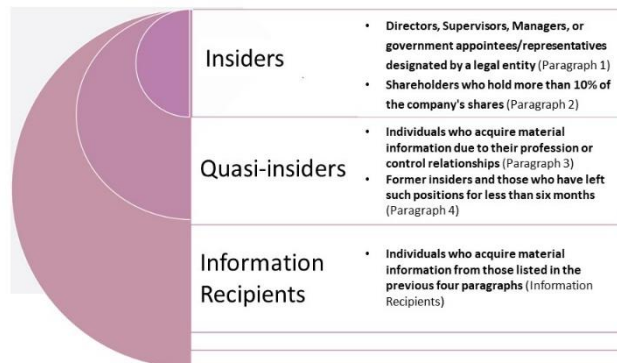 Insiders
• Directors, Supervisors, Managers, or
government appointees/representatives
designated by a legal entity (Paragraph 1)
• Shareholders who hold more than 10% of
the company's shares (Paragraph 2)
Quasi-insiders
• Individuals who acquire material
information due to their profession or
control relationships (Paragraph 3)
• Former insiders and those who have left
such positions for less than six months
(Paragraph 4)
Information
Recipients
• Individuals who acquire material
information from those listed in the
previous four paragraphs (Information
Recipients)